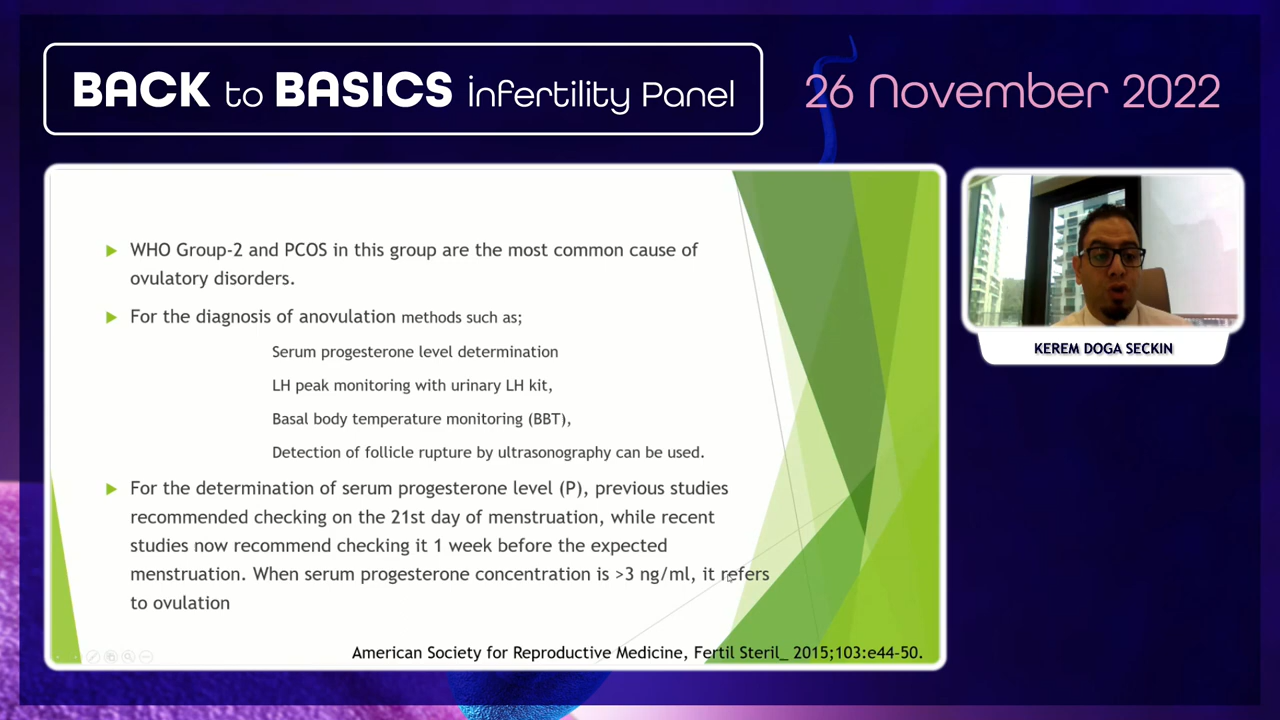 BACK to BASICS infertility Panel
26 November 2022
WHO Group-2 and PCOS in this group are the most common cause of
ovulatory disorders.
For the diagnosis of anovulation methods such as;
Serum progesterone level determination
LH peak monitoring with urinary LH kit,
Basal body temperature monitoring (BBT),
Detection of follicle rupture by ultrasonography can be used.
For the determination of serum progesterone level (P), previous studies
recommended checking on the 21st day of menstruation, while recent
studies now recommend checking it 1 week before the expected
menstruation. When serum progesterone concentration is >3 ng/ml, it refers
to ovulation
American Society for Reproductive Medicine, Fertil Steril_ 2015;103:e44-50.
KEREM DOGA SECKIN